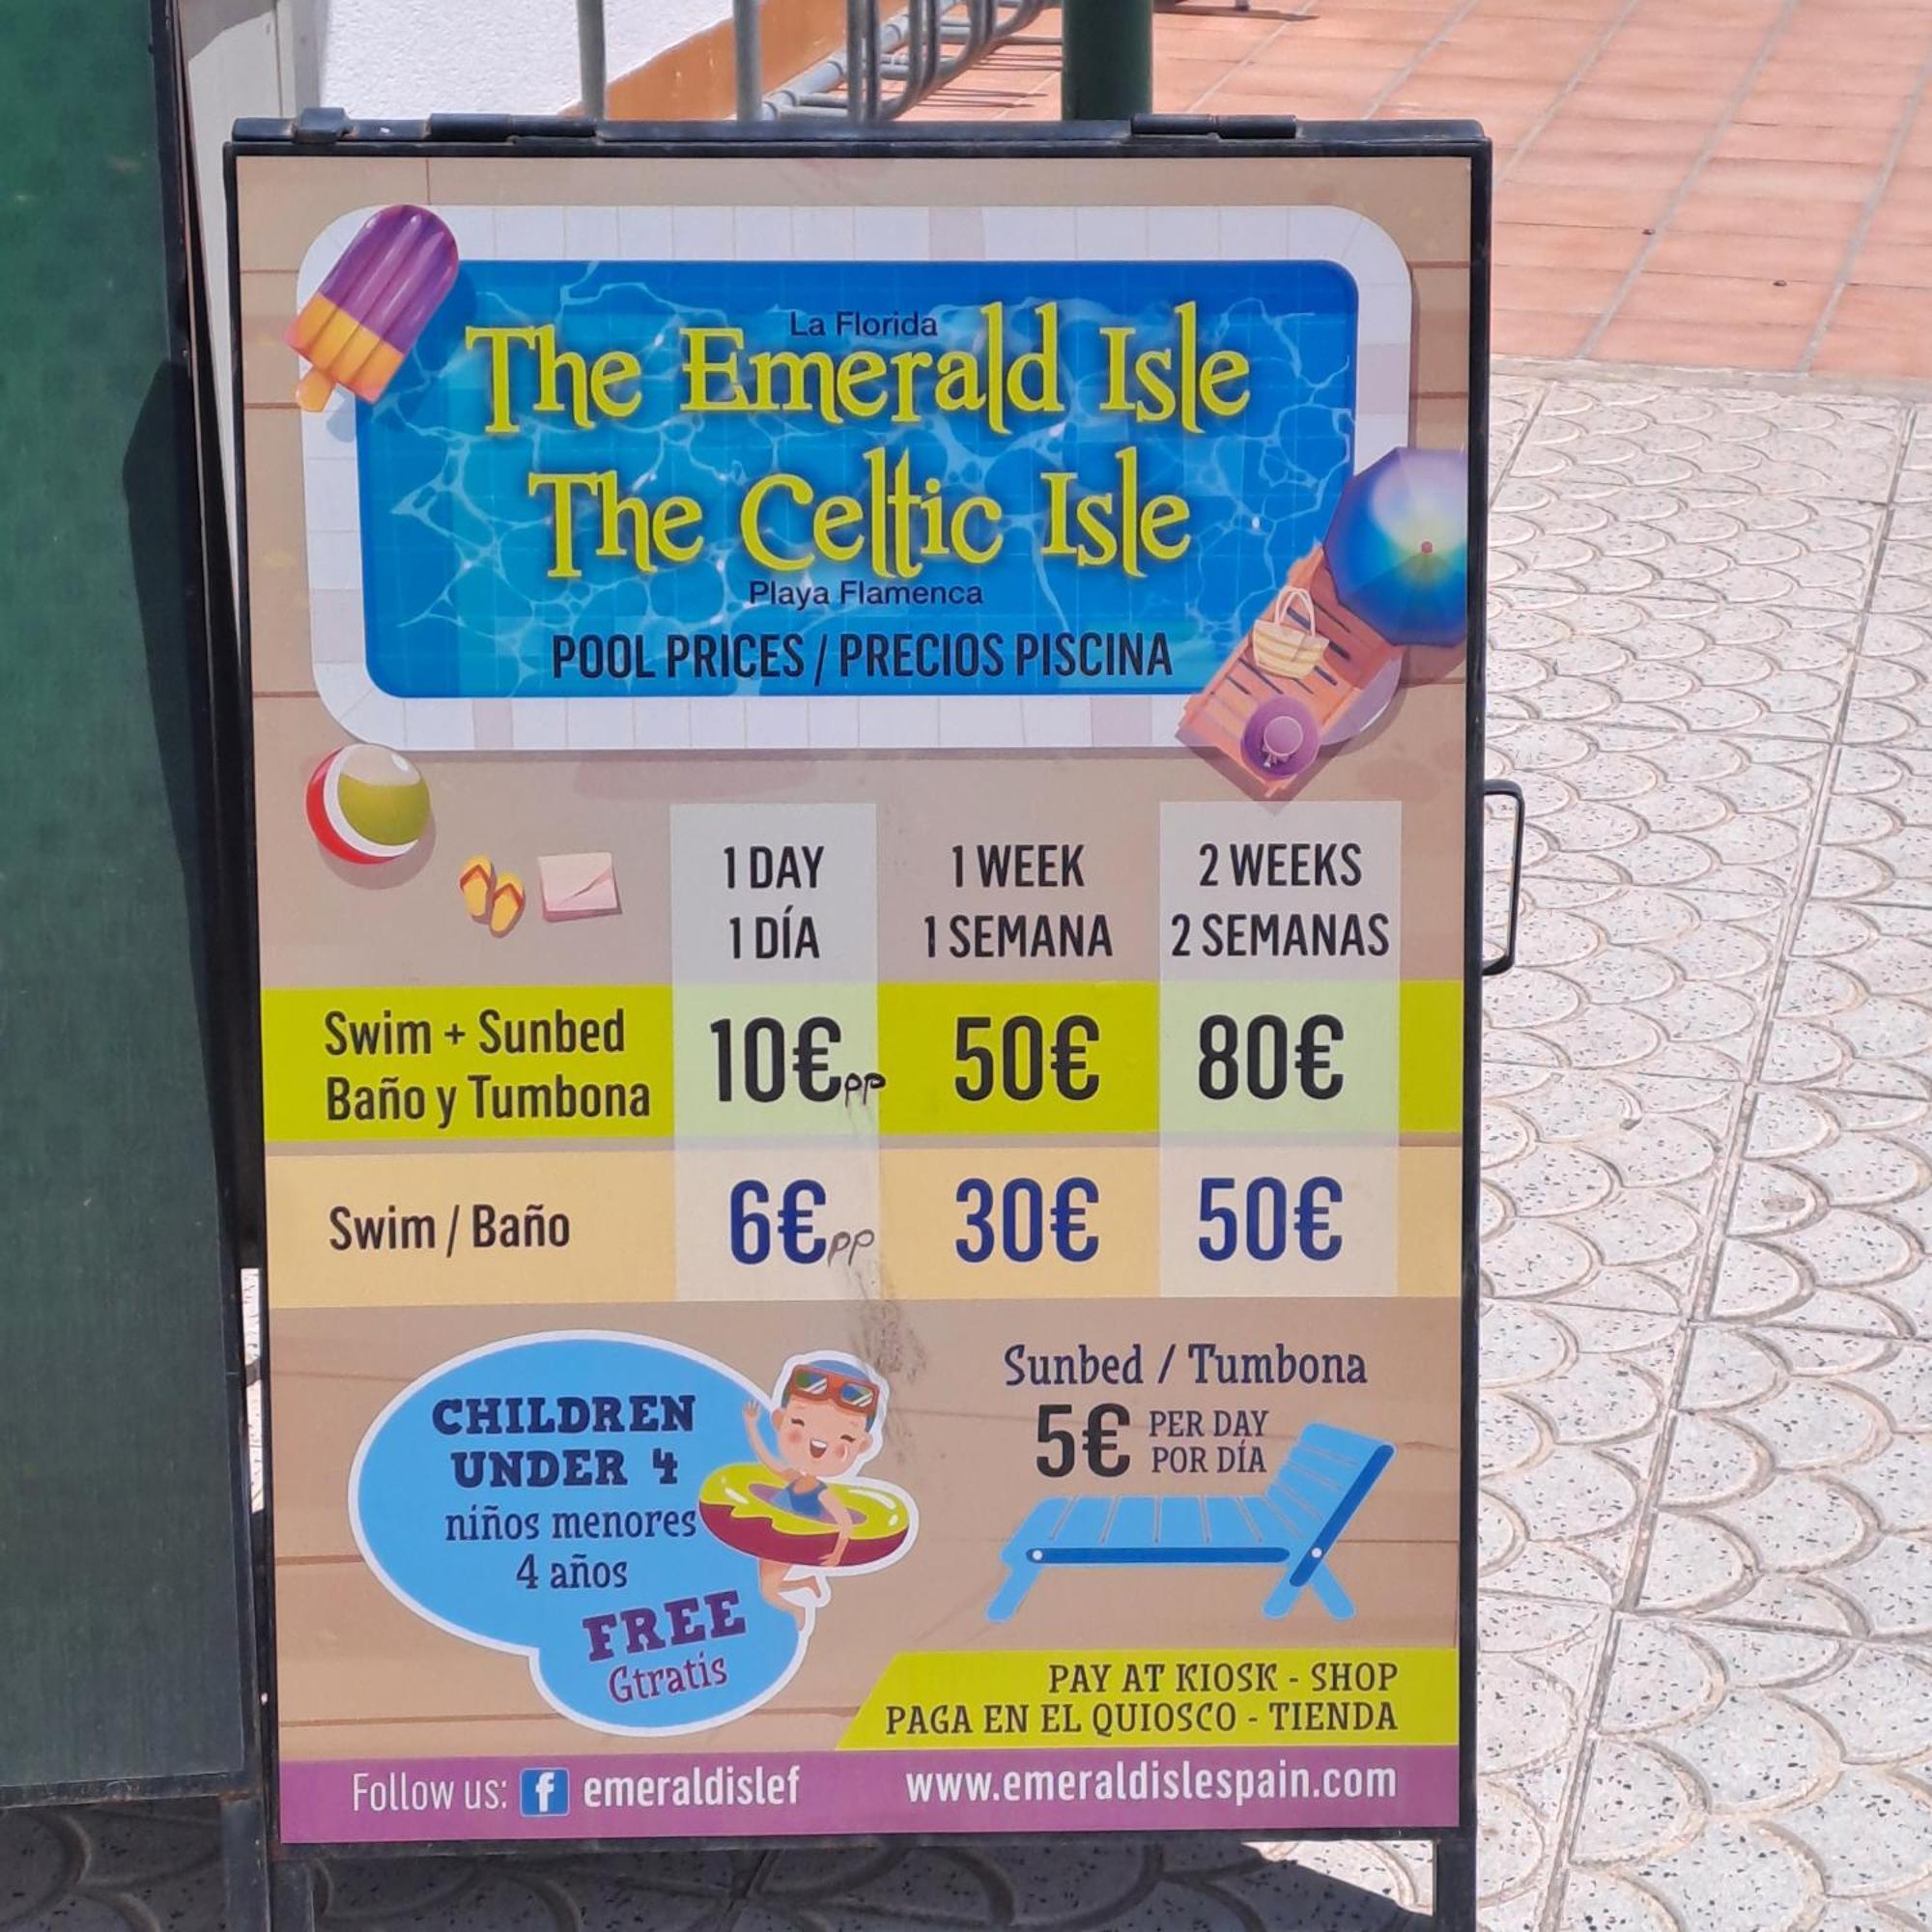 La Florida
The Emerald Isle
The Celtic Isle
Playa Flamenca
POOL PRICES / PRECIOS PISCINA
1 DAY 1 WEEK 2 WEEKS
1 DÍA 1 SEMANA 2 SEMANAS
Swim + Sunbed
Baño y Tumbona
10€pp 50€ 80€
Swim / Baño 6€pp 30€ 50€
CHILDREN
UNDER 4
niños menores
4 años
FREE
Gtratis
Sunbed / Tumbona
5€ PER DAY
POR DÍA
PAY AT KIOSK - SHOP
PAGA EN EL QUIOSCO - TIENDA
Follow us: f emeraldislef www.emeraldislespain.com